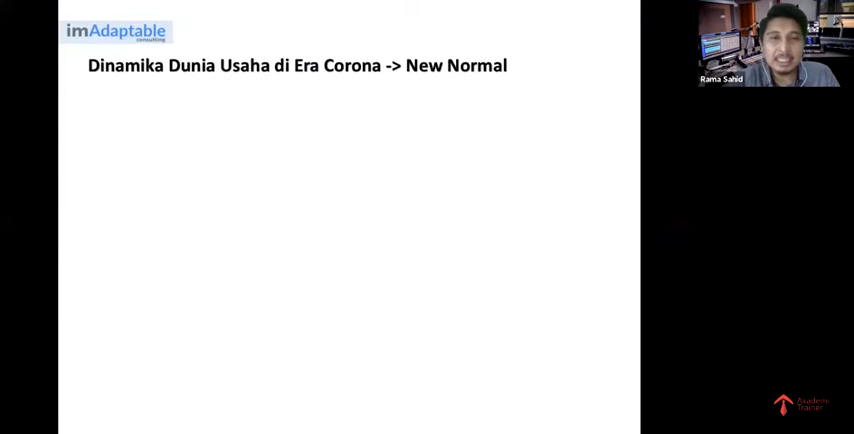 imAdaptable
consulting
Dinamika Dunia Usaha di Era Corona -> New Normal
Rama Sahid
Akademi
Trainer